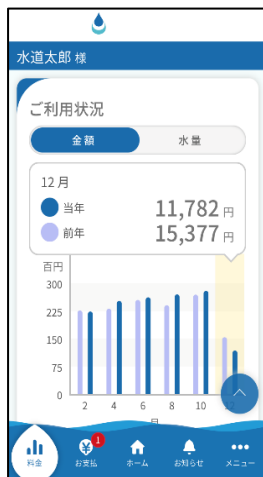 水道太郎 様
ご利用状況
金額 水量
12 月
当年 11,782 円
前年 15,377 円
百円
300
225
150
75
0
2 4 6 8 10
月
料金 お支払 1 ホーム お知らせ メニュー